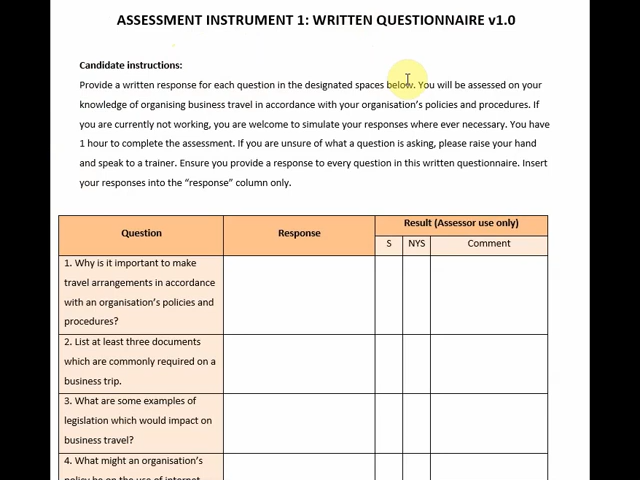 ASSESSMENT INSTRUMENT 1: WRITTEN QUESTIONNAIRE v1.0
Candidate instructions:
Provide a written response for each question in the designated spaces below. You will be assessed on your
knowledge of organising business travel in accordance with your organisation's policies and procedures. If
you are currently not working, you are welcome to simulate your responses where ever necessary. You have
1 hour to complete the assessment. If you are unsure of what a question is asking, please raise your hand
and speak to a trainer. Ensure you provide a response to every question in this written questionnaire. Insert
your responses into the "response" column only.
Question
Response
Result (Assessor use only)
S
NYS
Comment
1. Why is it important to make
travel arrangements in accordance
with an organisation's policies and
procedures?
2. List at least three documents
which are commonly required on a
business trip.
3. What are some examples of
legislation which would impact on
business travel?
4. What might an organisation's
policy be on the use of internet